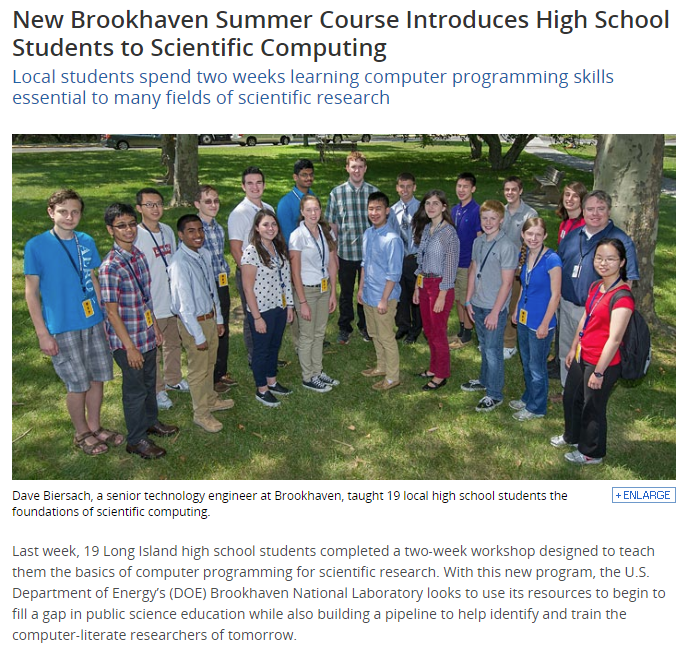 New Brookhaven Summer Course Introduces High School
Students to Scientific Computing
Local students spend two weeks learning computer programming skills
essential to many fields of scientific research
Dave Biersach, a senior technology engineer at Brookhaven, taught 19 local high school students the
foundations of scientific computing.
+ ENLARGE
Last week, 19 Long Island high school students completed a two-week workshop designed to teach
them the basics of computer programming for scientific research. With this new program, the U.S.
Department of Energy’s (DOE) Brookhaven National Laboratory looks to use its resources to begin to
fill a gap in public science education while also building a pipeline to help identify and train the
computer-literate researchers of tomorrow.